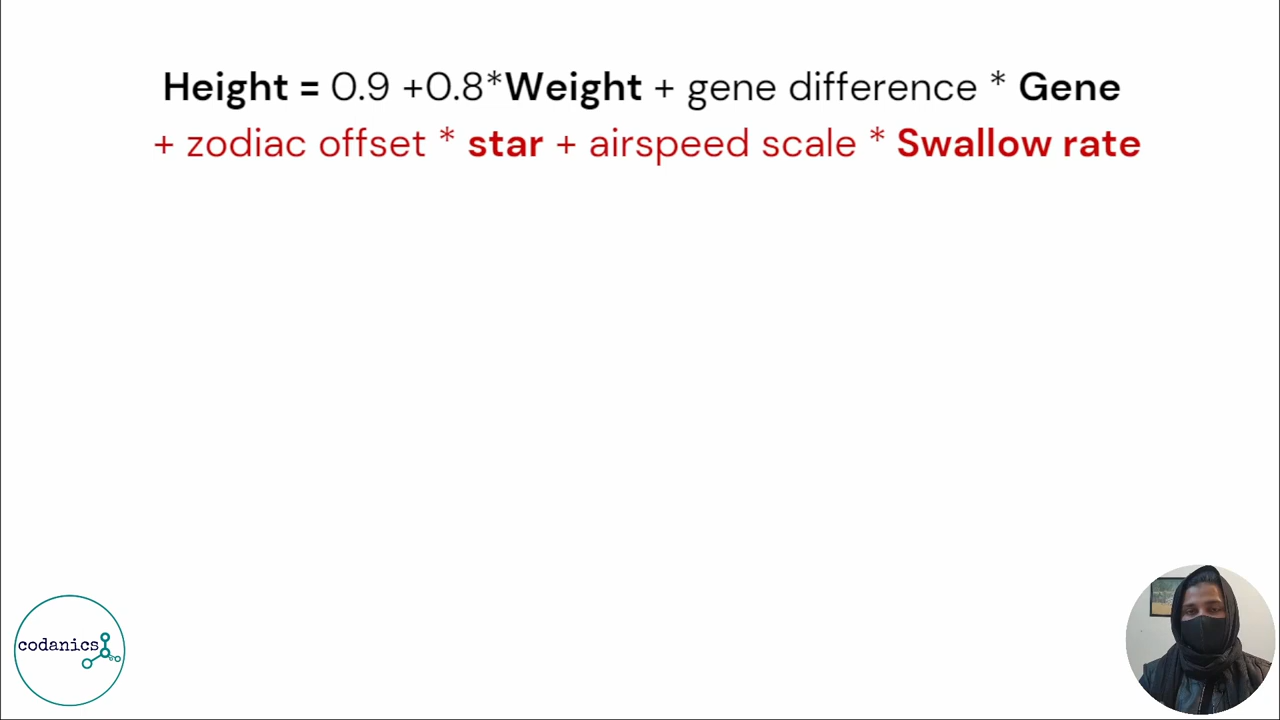 Height = 0.9 +0.8*Weight + gene difference * Gene
+ zodiac offset * star + airspeed scale * Swallow rate
codanics